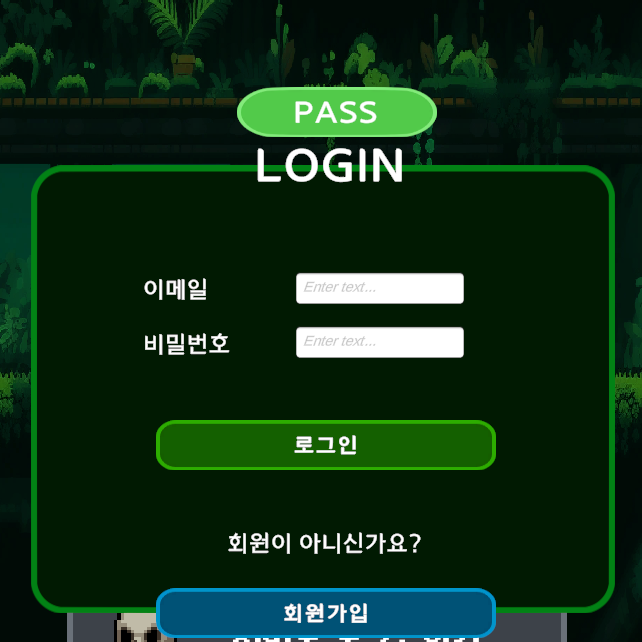 PASS
LOGIN
이메일
Enter text...
비밀번호
Enter text...
로그인
회원이 아니신가요?
회원가입